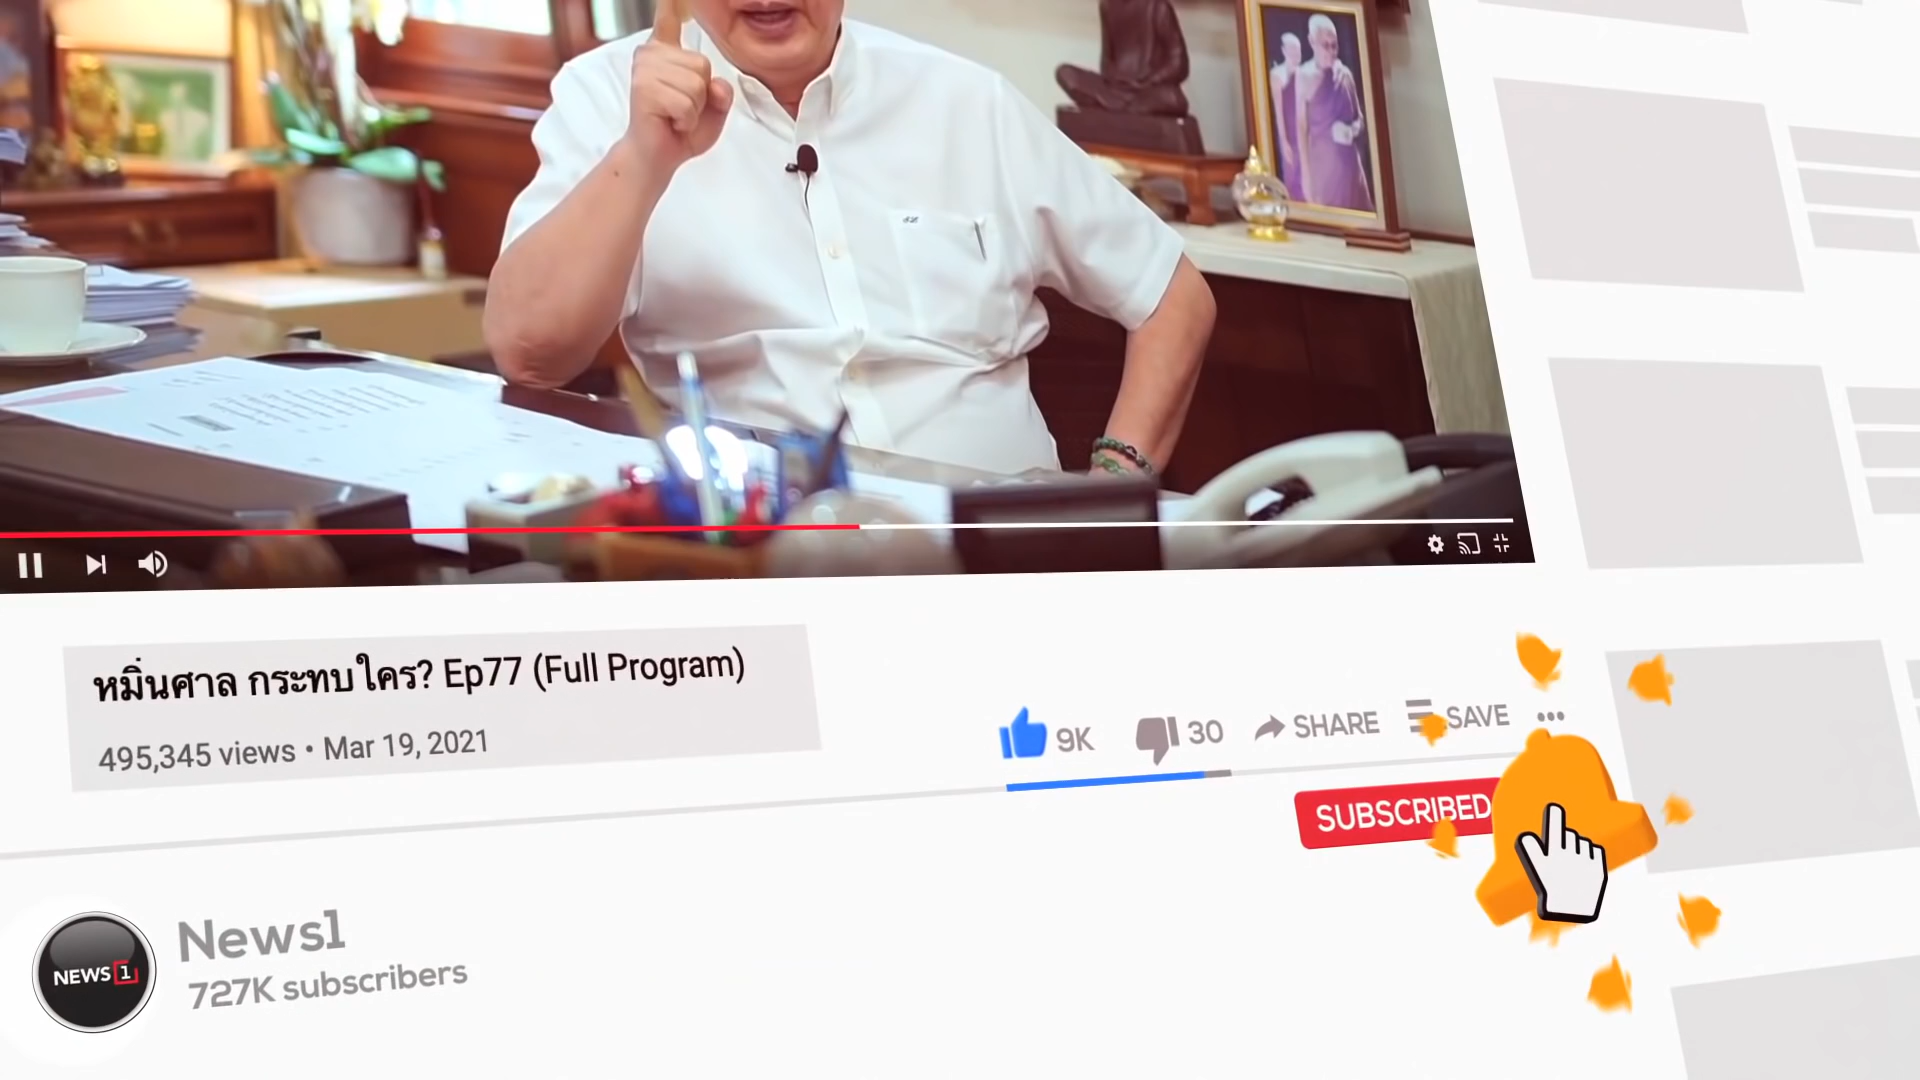 หมิ่นศาล กระทบใคร? Ep77 (Full Program)
495,345 views • Mar 19, 2021
9K
30
SHARE
SAVE
SUBSCRIBED
NEWS 1
News1
727K subscribers